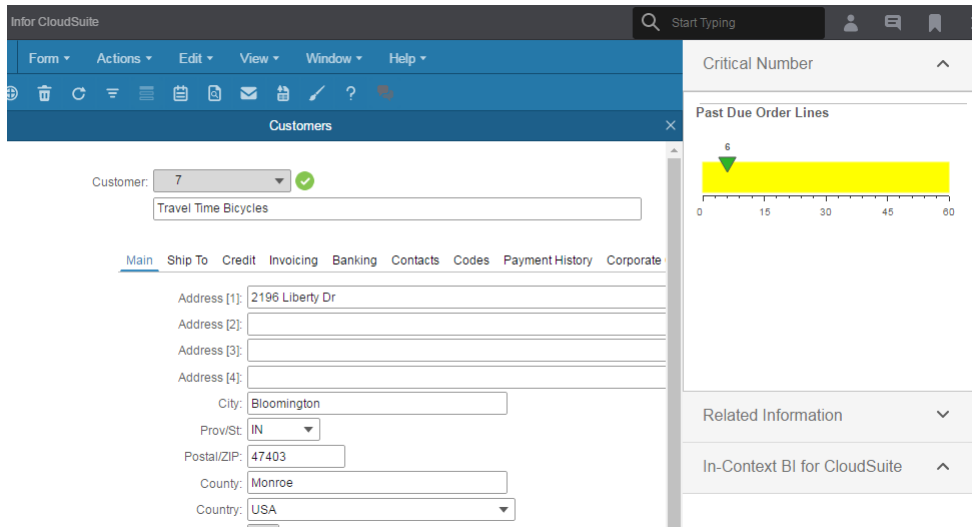 Infor CloudSuite
Start Typing
Form Actions Edit View Window Help
?
Customers
Customer: 7
Travel Time Bicycles
Main Ship To Credit Invoicing Banking Contacts Codes Payment History Corporate
Address [1]: 2196 Liberty Dr
Address [2]:
Address [3]:
Address [4]:
City: Bloomington
Prov/St: IN
Postal/ZIP: 47403
County: Monroe
Country: USA
Critical Number
Past Due Order Lines
6
0 15 30 45 60
Related Information
In-Context BI for CloudSuite